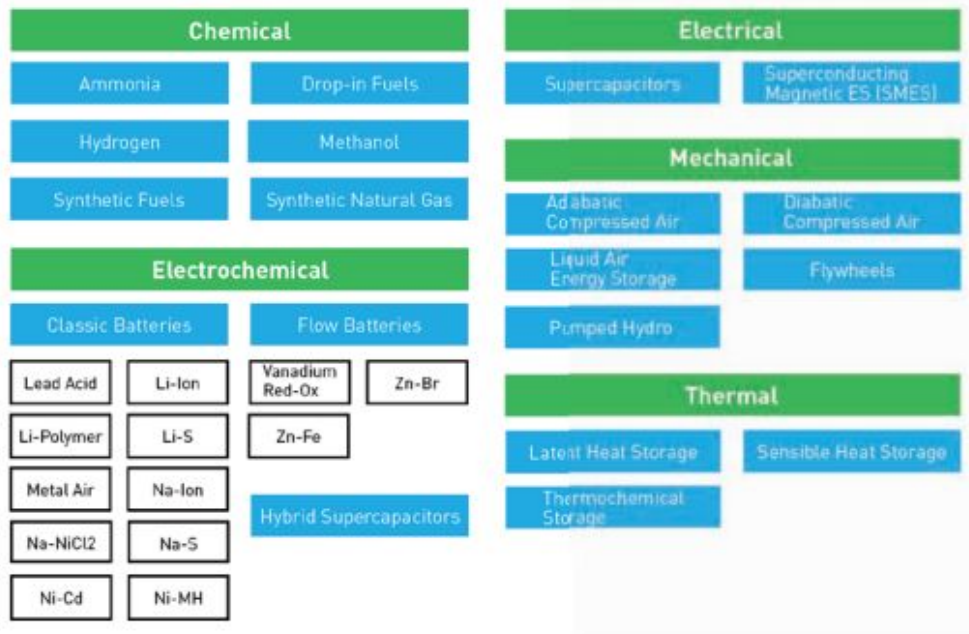 Chemical
Ammonia
Drop-in Fuels
Hydrogen
Methanol
Synthetic Fuels
Synthetic Natural Gas
Electrochemical
Classic Batteries
Flow Batteries
Lead Acid
Li-Ion
Vanadium
Red-Ox
Zn-Br
Li-Polymer
Li-S
Zn-Fe
Metal Air
Na-Ion
Hybrid Supercapacitors
Na-NiCl2
Na-S
Ni-Cd
Ni-MH
Electrical
Supercapacitors
Superconducting
Magnetic ES (SMES)
Mechanical
Adabatic
Compressed Air
Diabatic
Compressed Air
Liquid Air
Energy Storage
Flywheels
Pumped Hydro
Thermal
Latent Heat Storage
Sensible Heat Storage
Thermochemical
Storage